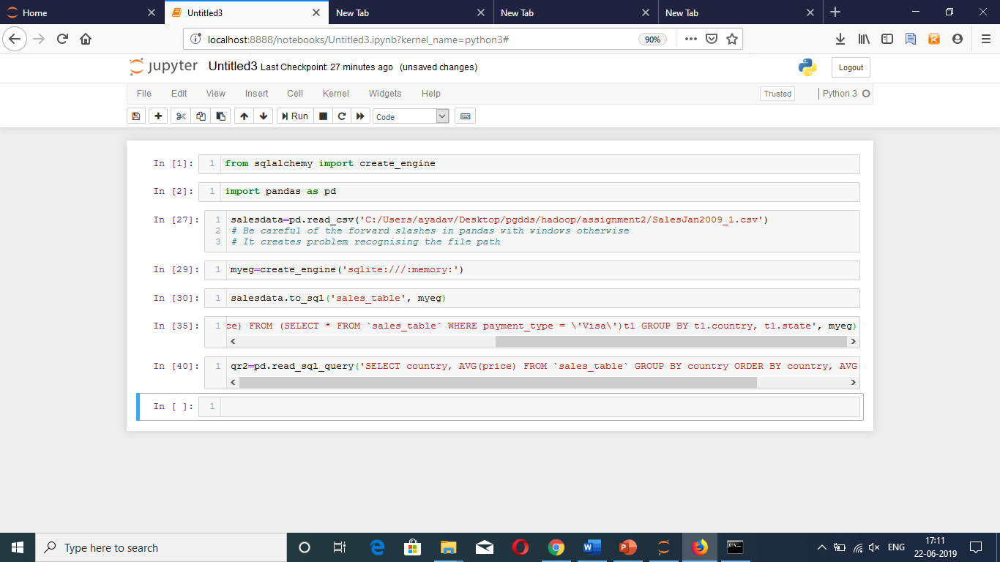 Home
Untitled3
New Tab
New Tab
New Tab
localhost:8888/notebooks/Untitled3.ipynb?kernel_name=python3#
90%
jupyter Untitled3 Last Checkpoint: 27 minutes ago (unsaved changes)
Logout
File Edit View Insert Cell Kernel Widgets Help
Trusted
Python 3
Run
Code
In [1]: 1 from sqlalchemy import create_engine
In [2]: 1 import pandas as pd
In [27]: 1 salesdata=pd.read_csv('C:/Users/ayadav/Desktop/pgdds/hadoop/assignment2/SalesJan2009_1.csv')
2 # Be careful of the forward slashes in pandas with windows otherwise
3 # It creates problem recognising the file path
In [29]: 1 myeg=create_engine('sqlite:///:memory:')
In [30]: 1 salesdata.to_sql('sales_table', myeg)
In [35]: 1 ce) FROM (SELECT * FROM `sales_table` WHERE payment_type = \'Visa\')t1 GROUP BY t1.country, t1.state', myeg)
In [40]: 1 qr2=pd.read_sql_query('SELECT country, AVG(price) FROM `sales_table` GROUP BY country ORDER BY country, AVG
In [ ]: 1
Type here to search
ENG
17:11
22-06-2019